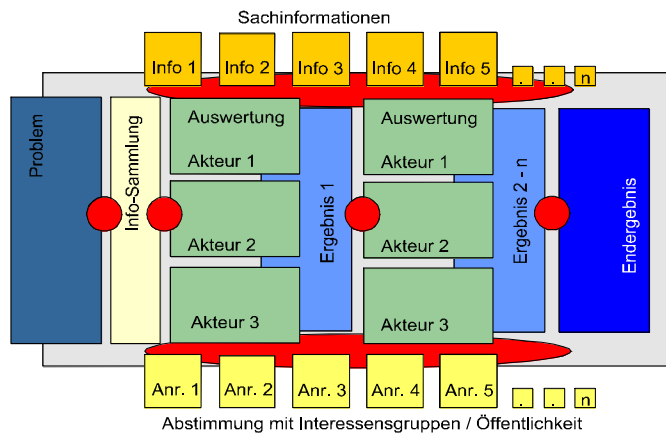 Sachinformationen
Info 1 Info 2 Info 3 Info 4 Info 5 . . n
Problem
Info-Sammlung
Auswertung
Akteur 1
Akteur 2
Akteur 3
Ergebnis 1
Auswertung
Akteur 1
Akteur 2
Akteur 3
Ergebnis 2 - n
Endergebnis
Anr. 1 Anr. 2 Anr. 3 Anr. 4 Anr. 5 . . n
Abstimmung mit Interessensgruppen / Öffentlichkeit